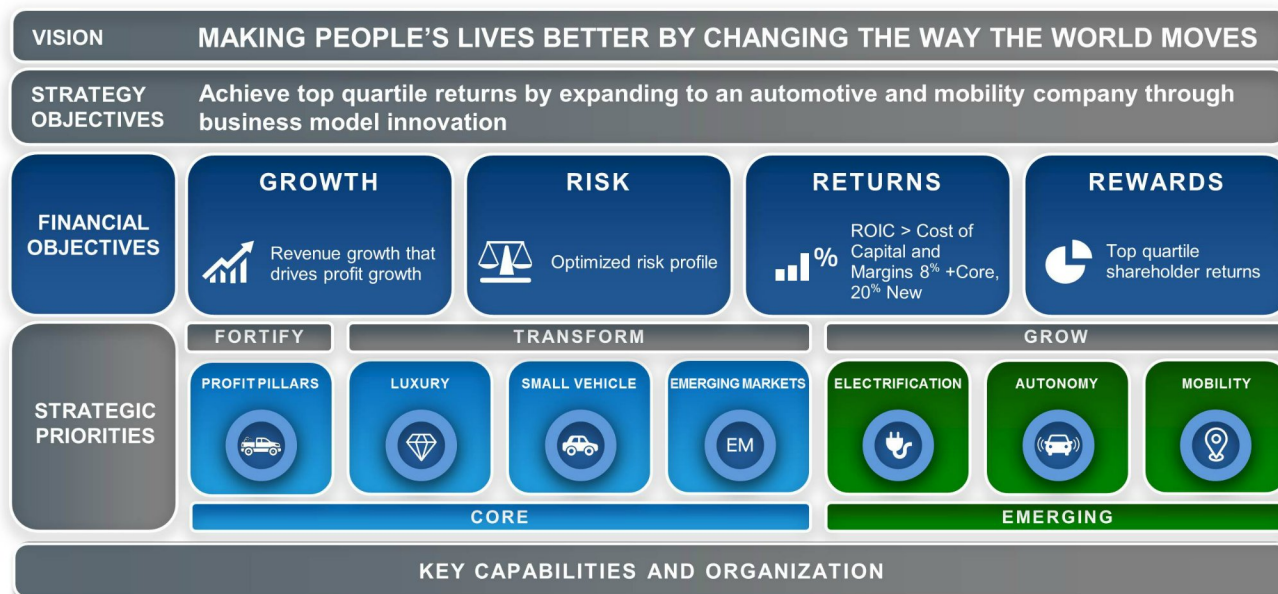 VISION
MAKING PEOPLE'S LIVES BETTER BY CHANGING THE WAY THE WORLD MOVES
STRATEGY
OBJECTIVES
Achieve top quartile returns by expanding to an automotive and mobility company through
business model innovation
FINANCIAL
OBJECTIVES
GROWTH
Revenue growth that
drives profit growth
RISK
Optimized risk profile
RETURNS
%
ROIC > Cost of
Capital and
Margins 8% +Core,
20% New
REWARDS
Top quartile
shareholder returns
STRATEGIC
PRIORITIES
FORTIFY
TRANSFORM
GROW
PROFIT PILLARS
LUXURY
SMALL VEHICLE
EMERGING MARKETS
EM
ELECTRIFICATION
AUTONOMY
MOBILITY
CORE
EMERGING
KEY CAPABILITIES AND ORGANIZATION